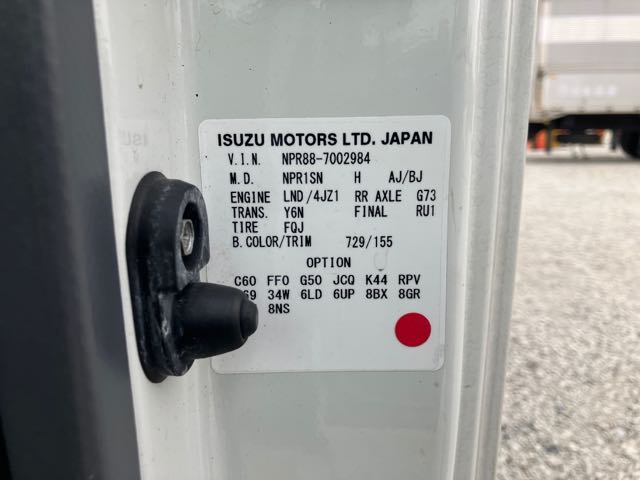 ISUZU MOTORS LTD. JAPAN
V.I.N. NPR88-7002984
M.D. NPR1SN H AJ/BJ
ENGINE LND/4JZ1 RR AXLE G73
TRANS. Y6N FINAL RU1
TIRE FQJ
B.COLOR/TRIM 729/155
OPTION
C60 FF0 G50 JCQ K44 RPV
34W 6LD 6UP 8BX 8GR
8NS